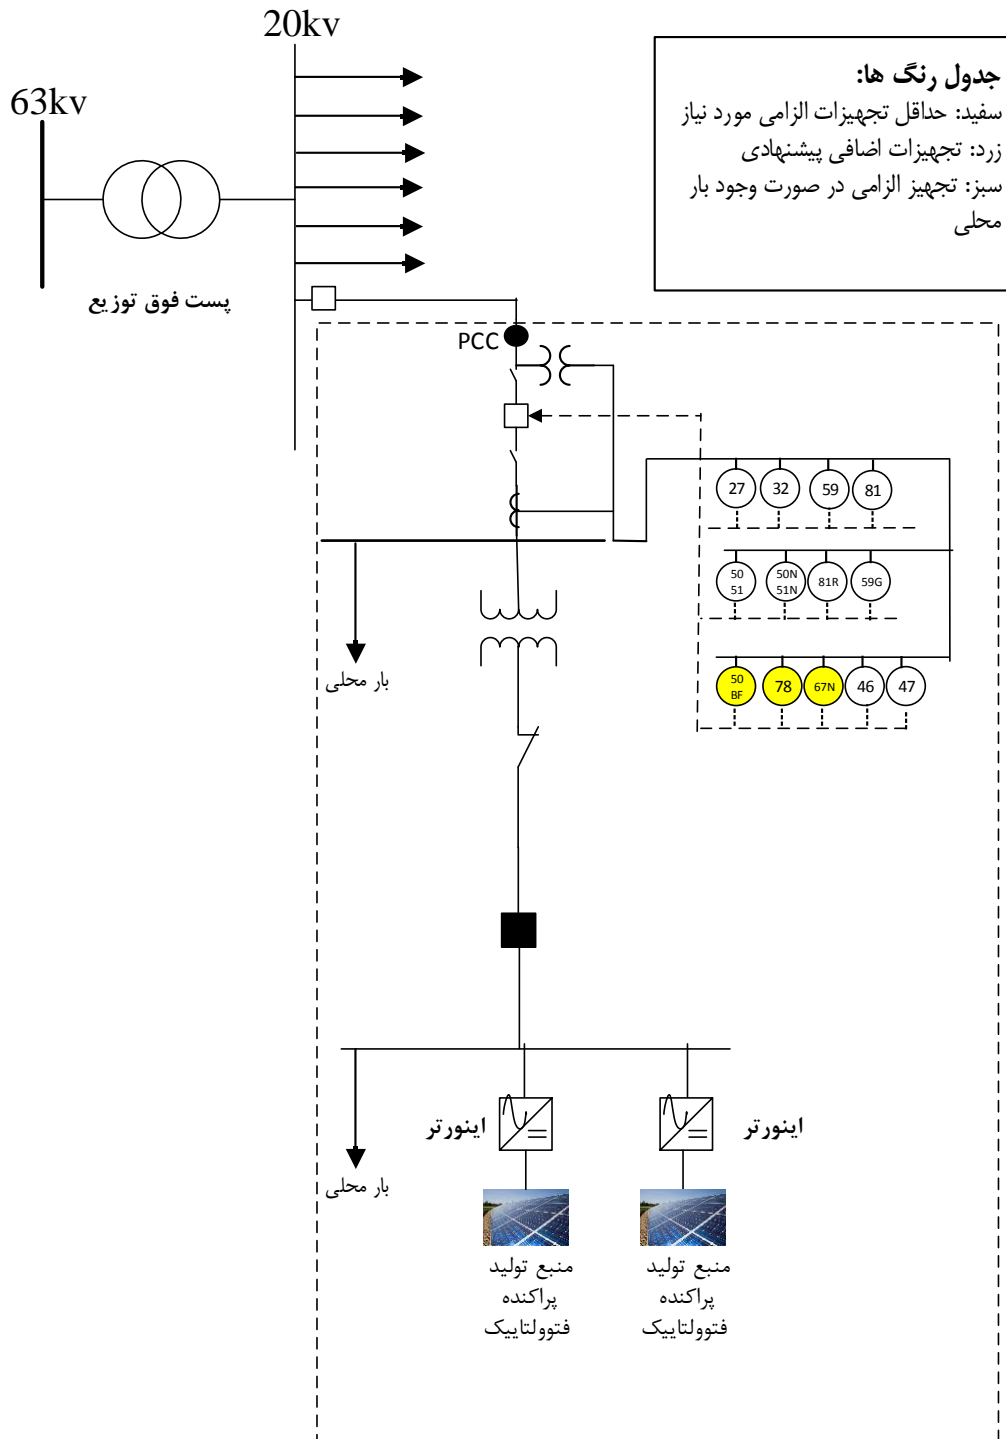 20kv
63kv
جدول رنگ ها:
سفید: حداقل تجهیزات الزامی مورد نیاز
زرد: تجهیزات اضافی پیشنهادی
سبز: تجهیز الزامی در صورت وجود بار
محلی
پست فوق توزیع
PCC
27
32
59
81
50
51
50N
51N
81R
59G
50
BF
78
67N
46
47
بار محلی
اینورتر
اینورتر
بار محلی
منبع تولید
پراکنده
فتوولتاییک
منبع تولید
پراکنده
فتوولتاییک